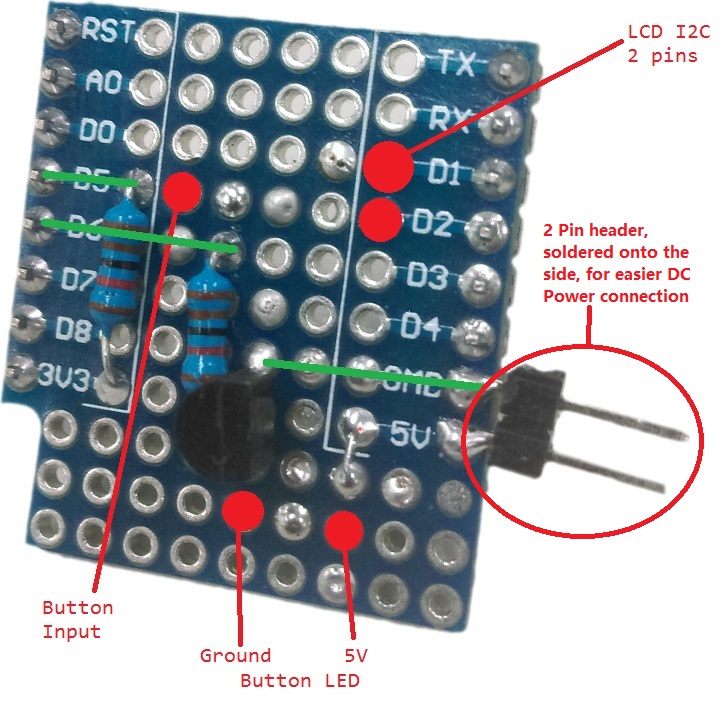 LCD I2C
2 pins
RST
TX
A0
RX
D0
D1
D5
D2
D6
2 Pin header,
soldered onto the
side, for easier DC
Power connection
D7
D3
D8
D4
3V3
GMD
5V
Button
Input
Ground
5V
Button LED